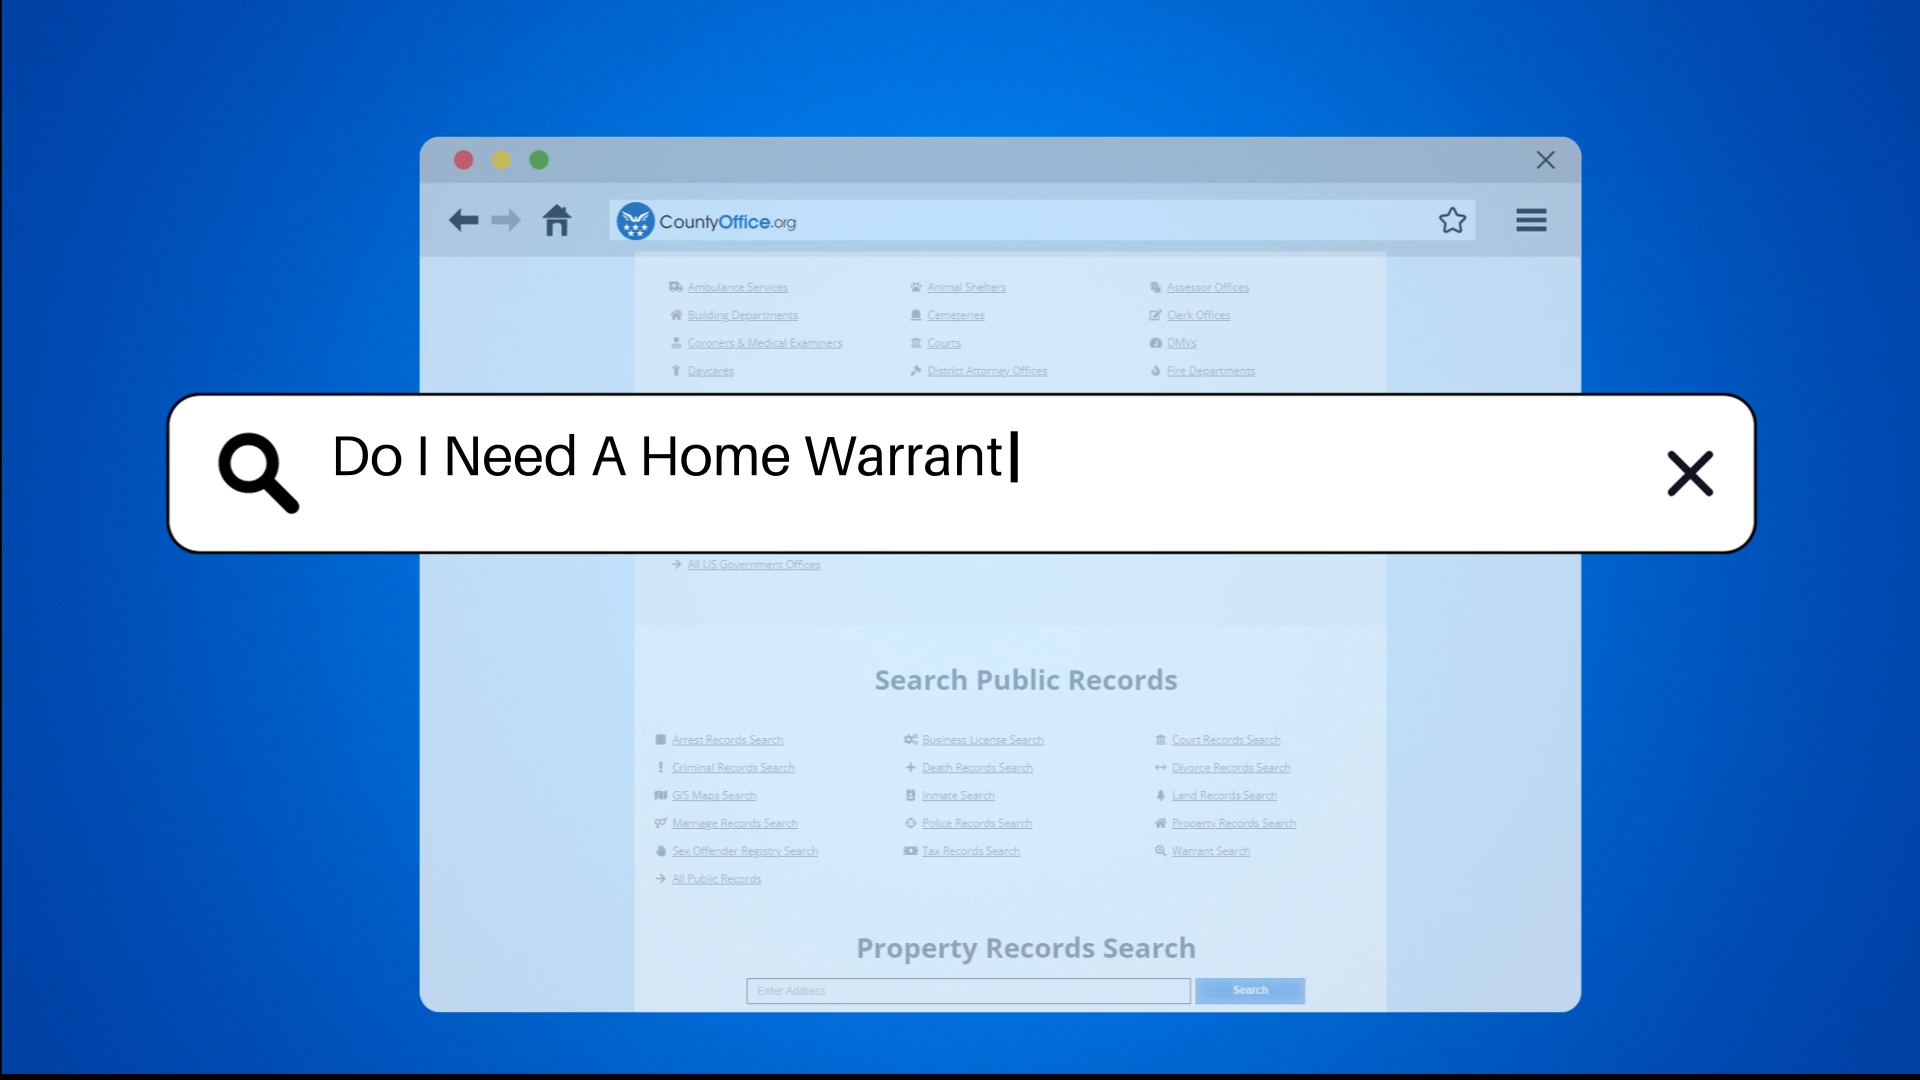 CountyOffice.org
Ambulance Services Animal Shelters Assessor Offices
Building Departments Cemeteries Clerk Offices
Coroners & Medical Examiners Courts DMVs
Daycares District Attorney Offices Fire Departments
Do I Need A Home Warrant
All US Government Offices
Search Public Records
Arrest Records Search Business License Search Court Records Search
Criminal Records Search Death Records Search Divorce Records Search
GIS Maps Search Inmate Search Land Records Search
Marriage Records Search Police Records Search Property Records Search
Sex Offender Registry Search Tax Records Search Warrant Search
All Public Records
Property Records Search
Enter Address Search